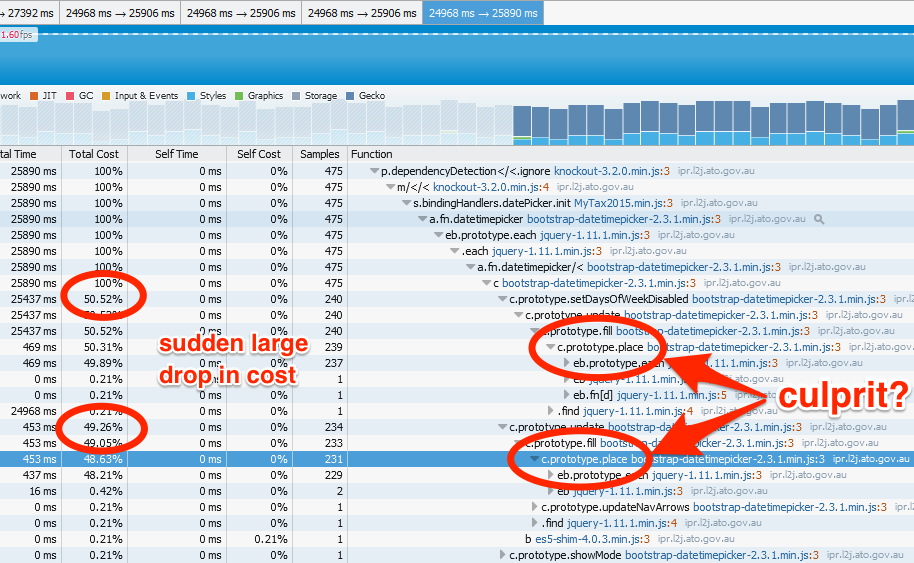 → 27392 ms 24968 ms → 25906 ms 24968 ms → 25906 ms 24968 ms → 25906 ms 24968 ms → 25890 ms
1.60fps
work JIT GC Input & Events Styles Graphics Storage Gecko
tal Time Total Cost Self Time Self Cost Samples Function
25890 ms 100% 0 ms 0% 475 p.dependencyDetection</<.ignore knockout-3.2.0.min.js:3 ipr.l2j.ato.gov.au
25890 ms 100% 0 ms 0% 475 m/</< knockout-3.2.0.min.js:4 ipr.l2j.ato.gov.au
25890 ms 100% 0 ms 0% 475 s.bindingHandlers.datePicker.init MyTax2015.min.js:3 ipr.l2j.ato.gov.au
25890 ms 100% 0 ms 0% 475 a.fn.datetimepicker bootstrap-datetimepicker-2.3.1.min.js:3 ipr.l2j.ato.gov.au
25890 ms 100% 0 ms 0% 475 eb.prototype.each jquery-1.11.1.min.js:3 ipr.l2j.ato.gov.au
25890 ms 100% 0 ms 0% 475 .each jquery-1.11.1.min.js:3 ipr.l2j.ato.gov.au
25890 ms 100% 0 ms 0% 475 a.fn.datetimepicker/< bootstrap-datetimepicker-2.3.1.min.js:3 ipr.l2j.ato.gov.au
25890 ms 100% 0 ms 0% 475 c bootstrap-datetimepicker-2.3.1.min.js:3 ipr.l2j.ato.gov.au
25437 ms 50.52% 0 ms 0% 240 c.prototype.setDaysOfWeekDisabled bootstrap-datetimepicker-2.3.1.min.js:3 ipr.l2j.ato.gov.au
25437 ms 50.52% 0 ms 0% 240 c.prototype.update bootstrap-datetimepicker-2.3.1.min.js:3 ipr.l2j.ato.gov.au
25437 ms 50.52% 0 ms 0% 240 c.prototype.fill bootstrap-datetimepicker-2.3.1.min.js:3 ipr.l2j.ato.gov.au
469 ms 50.31% 0 ms 0% 239 c.prototype.place bootstrap-datetimepicker-2.3.1.min.js:3 ipr.l2j.ato.gov
469 ms 49.89% 0 ms 0% 237 eb.prototype.each jquery-1.11.1.min.js:3 ipr.l2j.ato.gov.au
0 ms 0.21% 0 ms 0% 1 eb jquery-1.11.1.min.js:3 ipr.l2j.ato.gov.au
0 ms 0.21% 0 ms 0% 1 eb.fn[d] jquery-1.11.1.min.js:5 ipr.l2j.ato.gov.au
24968 ms 0.21% 0 ms 0% 1 .find jquery-1.11.1.min.js:4 ipr.l2j.ato.gov.au
453 ms 49.26% 0 ms 0% 234 c.prototype.update bootstrap-datetimepicker-2.3.1.min.js:3 ipr.l2j.ato.gov.au
453 ms 49.05% 0 ms 0% 233 c.prototype.fill bootstrap-datetimepicker-2.3.1.min.js:3 ipr.l2j.ato.gov.au
453 ms 48.63% 0 ms 0% 231 c.prototype.place bootstrap-datetimepicker-2.3.1.min.js:3 ipr.l2j.ato.gov.au
437 ms 48.21% 0 ms 0% 229 eb.prototype.each jquery-1.11.1.min.js:3 ipr.l2j.ato.gov.au
16 ms 0.42% 0 ms 0% 2 eb jquery-1.11.1.min.js:3 ipr.l2j.ato.gov.au
0 ms 0.21% 0 ms 0% 1 c.prototype.updateNavArrows bootstrap-datetimepicker-2.3.1.min.js:3 ipr.l2j.ato.gov.au
0 ms 0.21% 0 ms 0% 1 .find jquery-1.11.1.min.js:4 ipr.l2j.ato.gov.au
0 ms 0.21% 0 ms 0.21% 1 b es5-shim-4.0.3.min.js:3 ipr.l2j.ato.gov.au
0 ms 0.21% 0 ms 0% 1 c.prototype.showMode bootstrap-datetimepicker-2.3.1.min.js:3 ipr.l2j.ato.gov.au
sudden large
drop in cost
culprit?